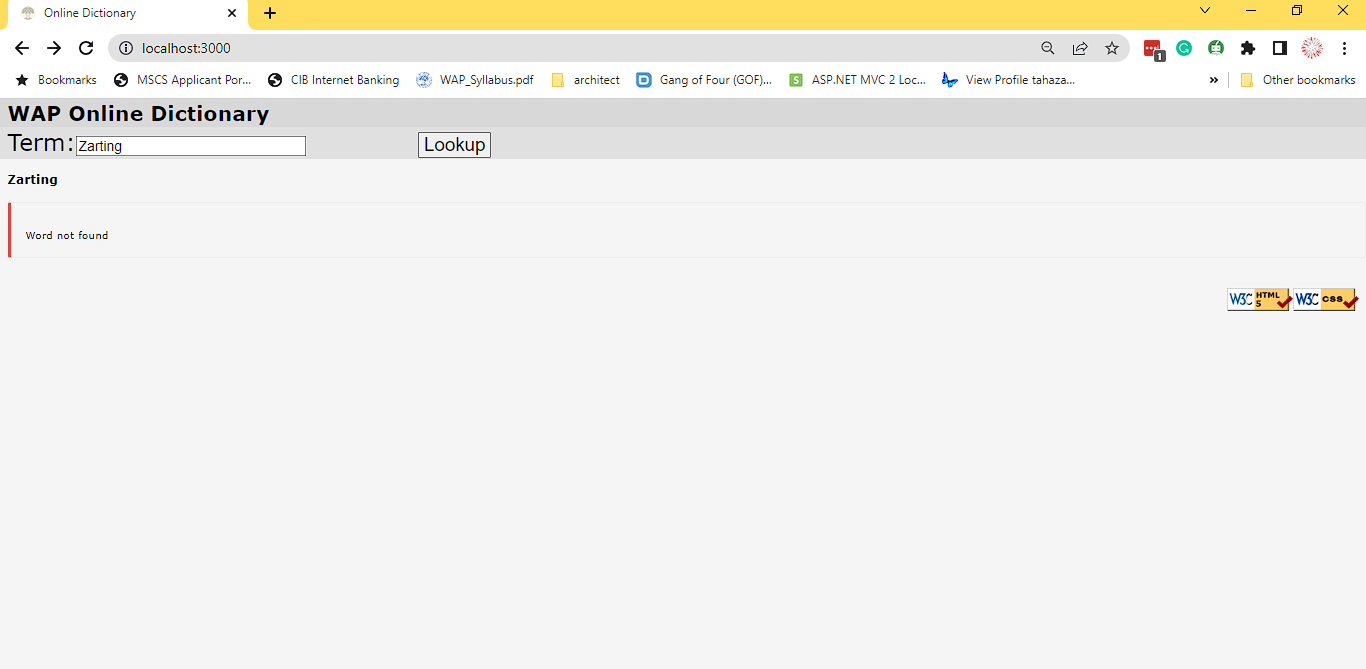 Online Dictionary
localhost:3000
1
Bookmarks MSCS Applicant Por... CIB Internet Banking WAP_Syllabus.pdf architect D Gang of Four (GOF)... S ASP.NET MVC 2 Loc... View Profile tahaza... » Other bookmarks
WAP Online Dictionary
Term: Zarting Lookup
Zarting
Word not found
W3C HTML 5 W3C css